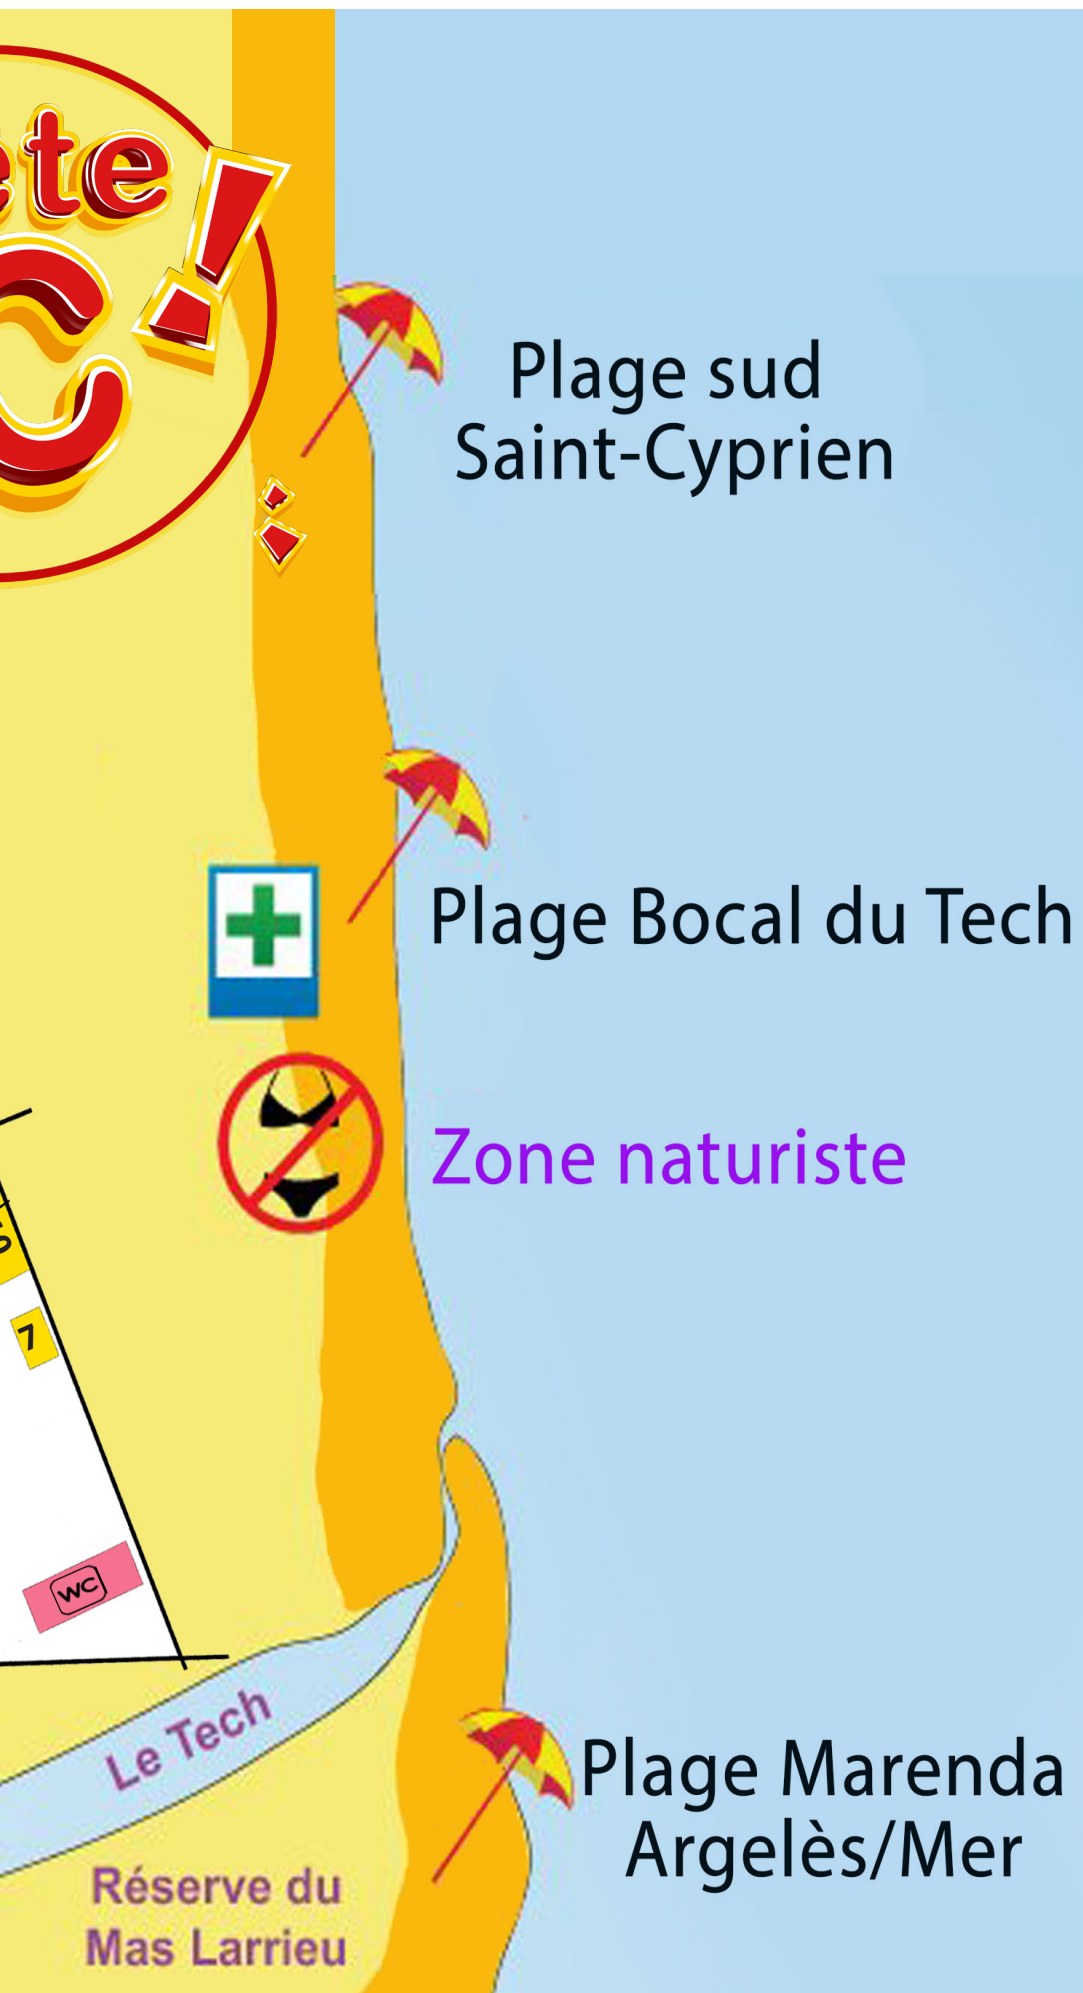 Plage sud
Saint-Cyprien
Plage Bocal du Tech
Zone naturiste
7
WC
Le Tech
Plage Marenda
Argelès/Mer
Réserve du
Mas Larrieu